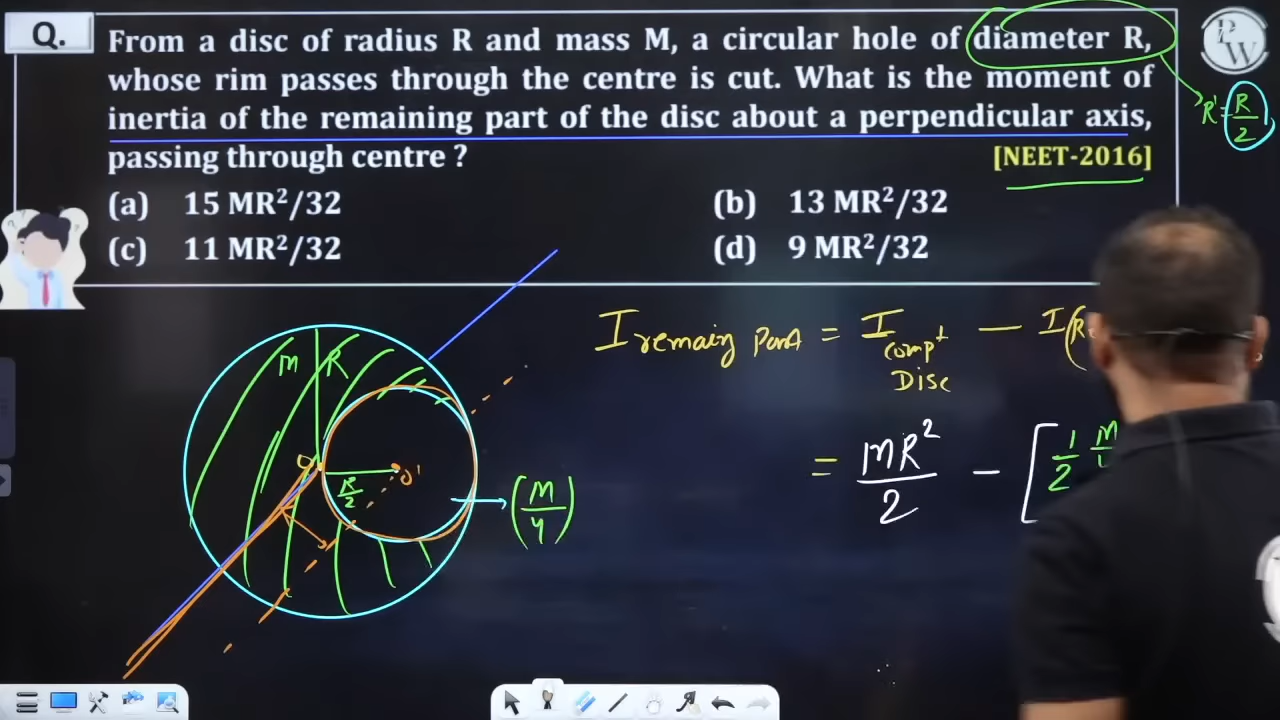 Q.
From a disc of radius R and mass M, a circular hole of diameter R,
whose rim passes through the centre is cut. What is the moment of
inertia of the remaining part of the disc about a perpendicular axis,
passing through centre ? [NEET-2016]
(a) 15 MR²/32 (b) 13 MR²/32
(c) 11 MR²/32 (d) 9 MR²/32
PW
R' = R/2
I remaing Part = I compt Disc — I(R
= MR²/2 — [1/2 M
M R
O R/2 O'
(M/4)